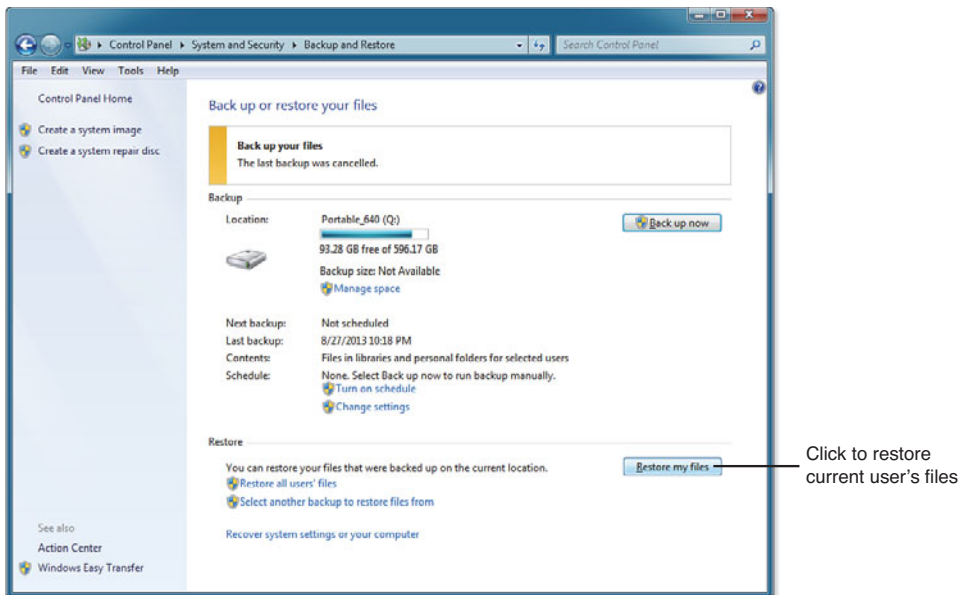 Control Panel ▸ System and Security ▸ Backup and Restore
Search Control Panel
File Edit View Tools Help
Control Panel Home
Create a system image
Create a system repair disc
Back up or restore your files
Back up your files
The last backup was cancelled.
Backup
Location: Portable_640 (Q:)
Back up now
93.28 GB free of 596.17 GB
Backup size: Not Available
Manage space
Next backup: Not scheduled
Last backup: 8/27/2013 10:18 PM
Contents: Files in libraries and personal folders for selected users
Schedule: None. Select Back up now to run backup manually.
Turn on schedule
Change settings
Restore
You can restore your files that were backed up on the current location.
Restore my files
Restore all users' files
Select another backup to restore files from
Recover system settings or your computer
See also
Action Center
Windows Easy Transfer
Click to restore
current user's files